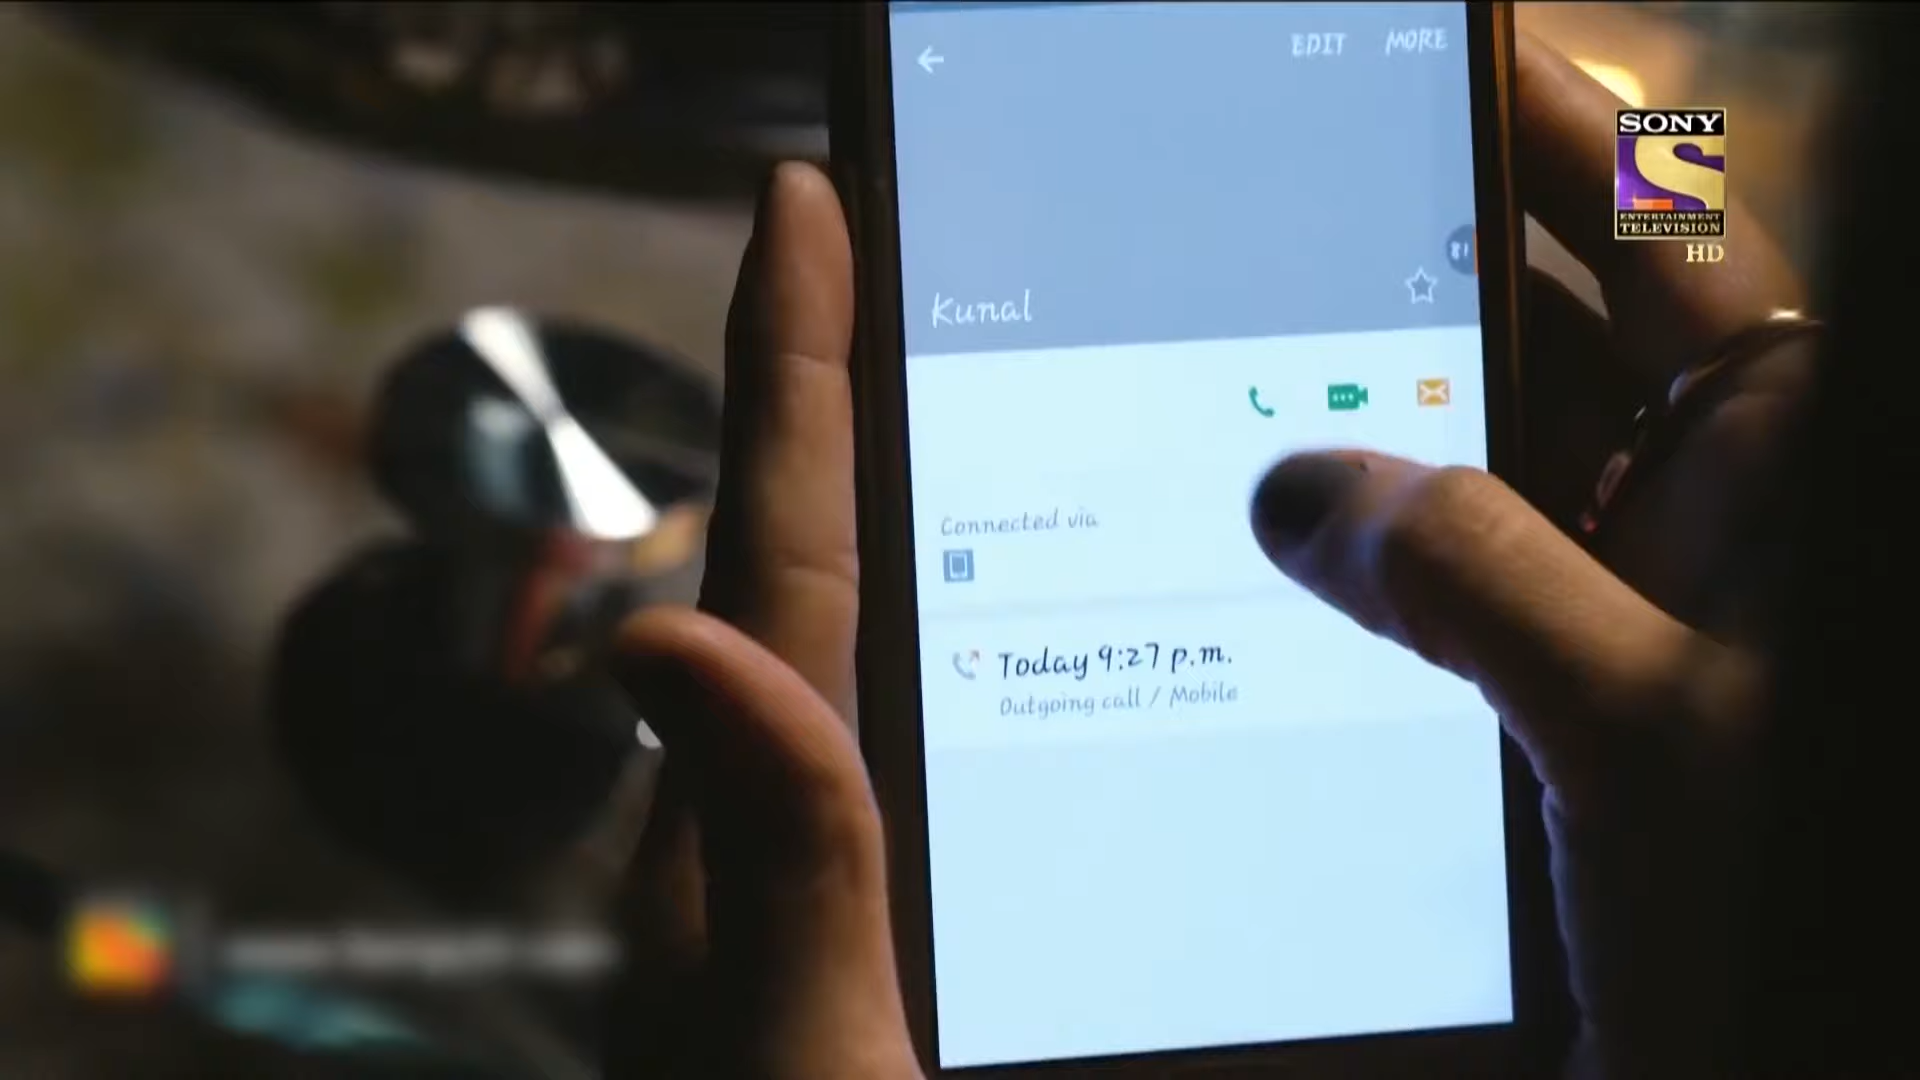 EDIT MORE
Kunal
Connected via
Today 9:27 p.m.
Outgoing call / Mobile
SONY
ENTERTAINMENT
TELEVISION
HD